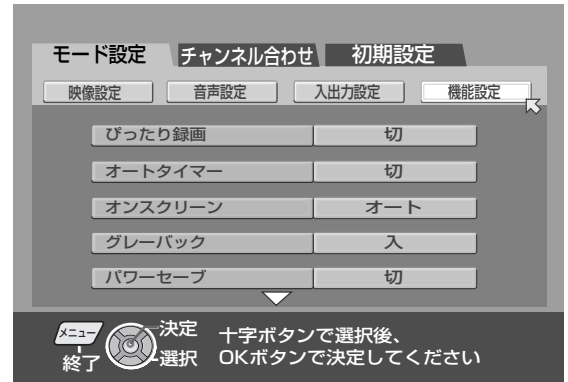 モード設定 チャンネル合わせ 初期設定
映像設定 音声設定 入出力設定 機能設定
ぴったり録画 切
オートタイマー 切
オンスクリーン オート
グレーバック 入
パワーセーブ 切
メニュー 決定 十字ボタンで選択後、
終了 選択 OKボタンで決定してください